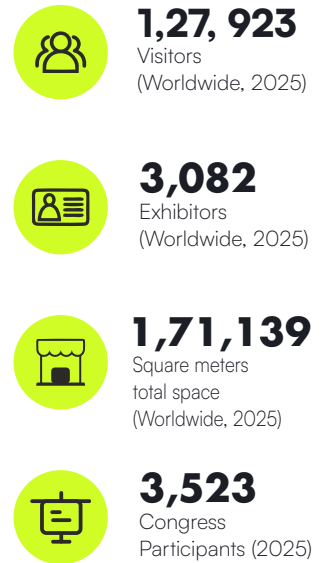 1,27, 923
Visitors
(Worldwide, 2025)
3,082
Exhibitors
(Worldwide, 2025)
1,71,139
Square meters
total space
(Worldwide, 2025)
3,523
Congress
Participants (2025)